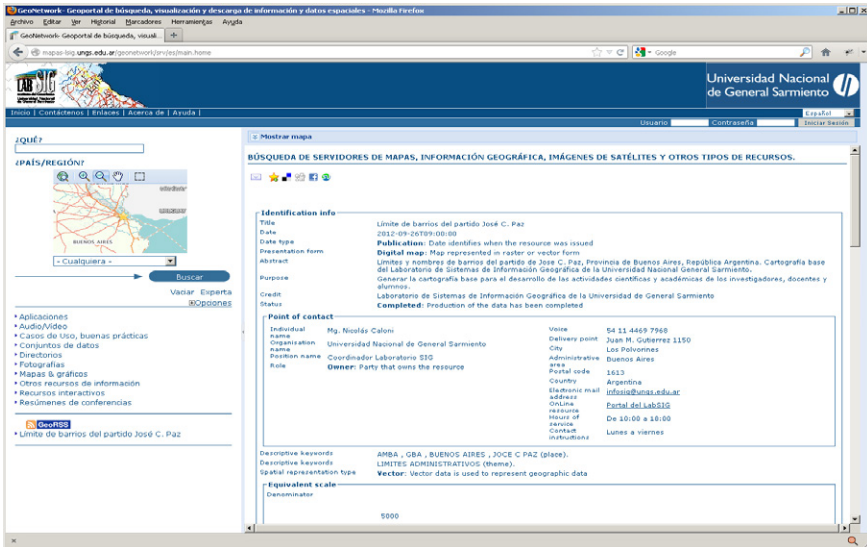 GeoNetwork- Geoportal de búsqueda, visualización y descarga de información y datos espaciales - Mozilla Firefox
Archivo Editar Ver Historial Marcadores Herramientas Ayuda
GeoNetwork- Geoportal de búsqueda, visuali...
mapas-lsig.ungs.edu.ar/geonetwork/srv/es/main.home
Google
LAB SIG
Universidad Nacional
de General Sarmiento
Inicio | Contáctenos | Enlaces | Acerca de | Ayuda |
Español
Usuario Contraseña Iniciar Sesión
¿QUÉ?
¿PAÍS/REGIÓN?
URUGUAY
BUENOS AIRES
- Cualquiera -
Buscar
Vaciar Experta
Opciones
Aplicaciones
Audio/Vídeo
Casos de Uso, buenas prácticas
Conjuntos de datos
Directorios
Fotografías
Mapas & gráficos
Otros recursos de información
Recursos interactivos
Resúmenes de conferencias
GeoRSS
Límite de barrios del partido José C. Paz
Mostrar mapa
BÚSQUEDA DE SERVIDORES DE MAPAS, INFORMACIÓN GEOGRÁFICA, IMÁGENES DE SATÉLITES Y OTROS TIPOS DE RECURSOS.
Identification info
Title Límite de barrios del partido José C. Paz
Date 2012-09-26T09:00:00
Date type Publication: Date identifies when the resource was issued
Presentation form Digital map: Map represented in raster or vector form
Abstract Límites y nombres de barrios del partido de Jose C. Paz, Provincia de Buenos Aires, República Argentina. Cartografía base
del Laboratorio de Sistemas de Información Geográfica de la Universidad Nacional General Sarmiento.
Purpose Generar la cartografía base para el desarrollo de las actividades científicas y académicas de los investigadores, docentes y
alumnos.
Credit Laboratorio de Sistemas de Información Geográfica de la Universidad de General Sarmiento
Status Completed: Production of the data has been completed
Point of contact
Individual name Mg. Nicolás Caloni
Organisation name Universidad Nacional de General Sarmiento
Position name Coordinador Laboratorio SIG
Role Owner: Party that owns the resource
Voice 54 11 4469 7968
Delivery point Juan M. Gutierrez 1150
City Los Polvorines
Administrative area Buenos Aires
Postal code 1613
Country Argentina
Electronic mail address infosig@ungs.edu.ar
OnLine resource Portal del LabSIG
Hours of service De 10:00 a 18:00
Contact instructions Lunes a viernes
Descriptive keywords AMBA , GBA , BUENOS AIRES , JOCE C PAZ (place).
Descriptive keywords LIMITES ADMINISTRATIVOS (theme).
Spatial representation type Vector: Vector data is used to represent geographic data
Equivalent scale
Denominator
5000